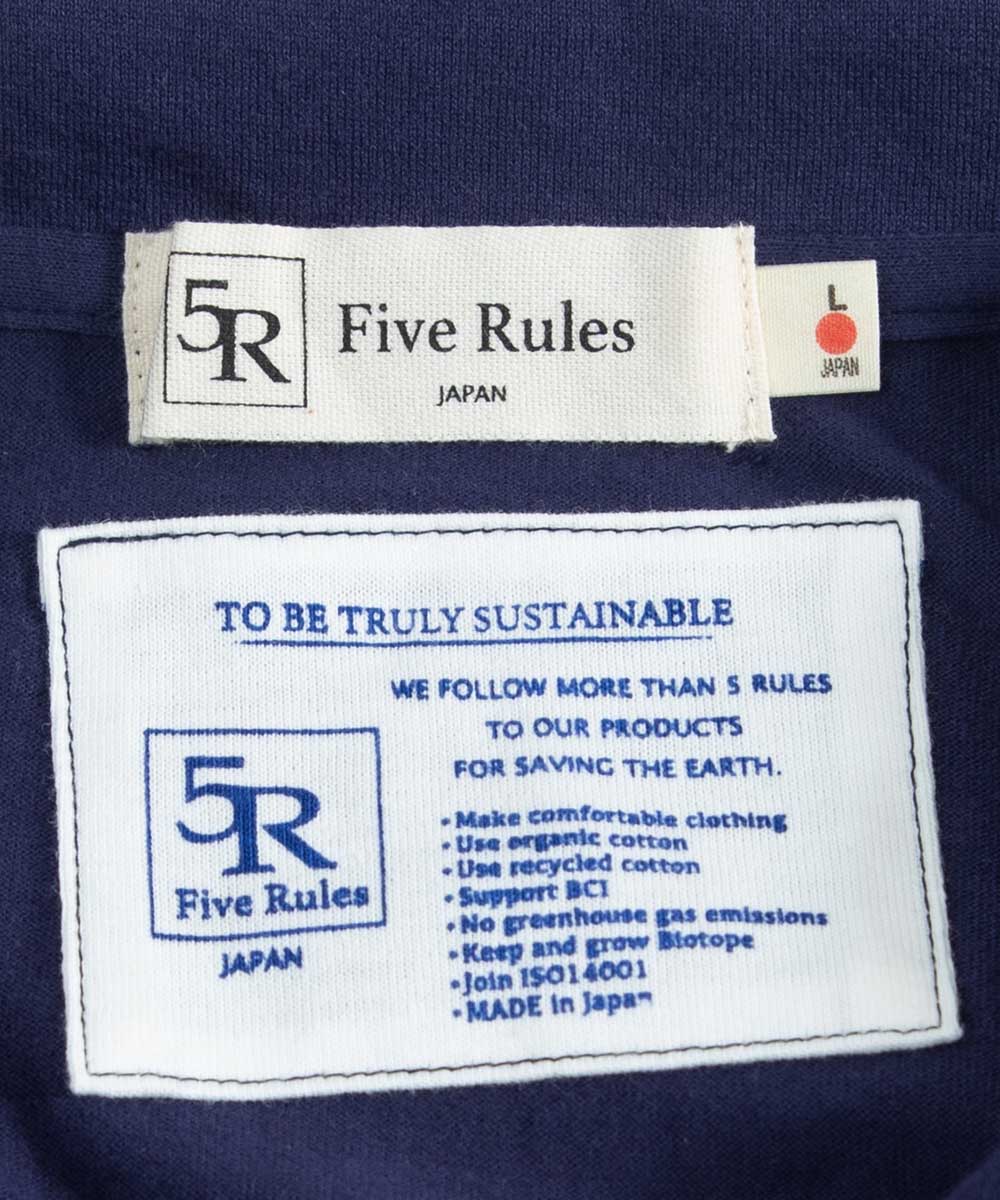 5R
Five Rules
JAPAN
L
JAPAN
TO BE TRULY SUSTAINABLE
WE FOLLOW MORE THAN 5 RULES
TO OUR PRODUCTS
FOR SAVING THE EARTH.
5R
Five Rules
JAPAN
•Make comfortable clothing
•Use organic cotton
•Use recycled cotton
•Support BCI
•No greenhouse gas emissions
•Keep and grow Biotope
•Join ISO14001
•MADE in Japan